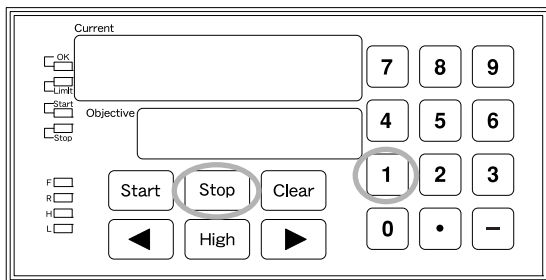 Current
OK
Limit
Start
Stop
Objective
7 8 9
4 5 6
1 2 3
0 • −
F
R
H
L
Start Stop Clear
◀ High ▶